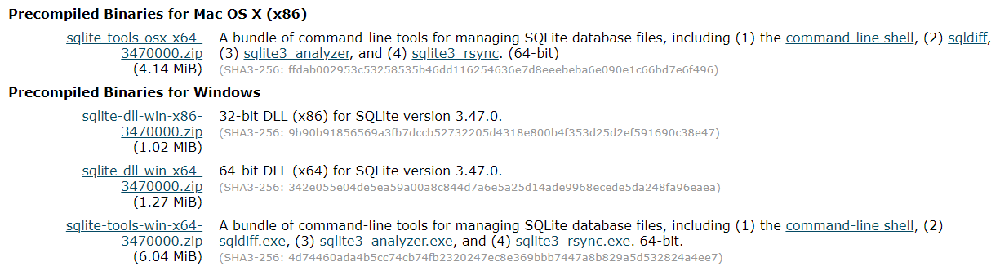 Precompiled Binaries for Mac OS X (x86)
sqlite-tools-osx-x64-
3470000.zip
(4.14 MiB)
A bundle of command-line tools for managing SQLite database files, including (1) the command-line shell, (2) sqldiff,
(3) sqlite3_analyzer, and (4) sqlite3_rsync. (64-bit)
(SHA3-256: ffdab002953c53258535b46dd116254636e7d8eeebeba6e090e1c66bd7e6f496)
Precompiled Binaries for Windows
sqlite-dll-win-x86-
3470000.zip
(1.02 MiB)
32-bit DLL (x86) for SQLite version 3.47.0.
(SHA3-256: 9b90b91856569a3fb7dccb52732205d4318e800b4f353d25d2ef591690c38e47)
sqlite-dll-win-x64-
3470000.zip
(1.27 MiB)
64-bit DLL (x64) for SQLite version 3.47.0.
(SHA3-256: 342e055e04de5ea59a00a8c844d7a6e5a25d14ade9968ecede5da248fa96eaea)
sqlite-tools-win-x64-
3470000.zip
(6.04 MiB)
A bundle of command-line tools for managing SQLite database files, including (1) the command-line shell, (2)
sqldiff.exe, (3) sqlite3_analyzer.exe, and (4) sqlite3_rsync.exe. 64-bit.
(SHA3-256: 4d74460ada4b5cc74cb74fb2320247ec8e369bbb7447a8b829a5d532824a4ee7)